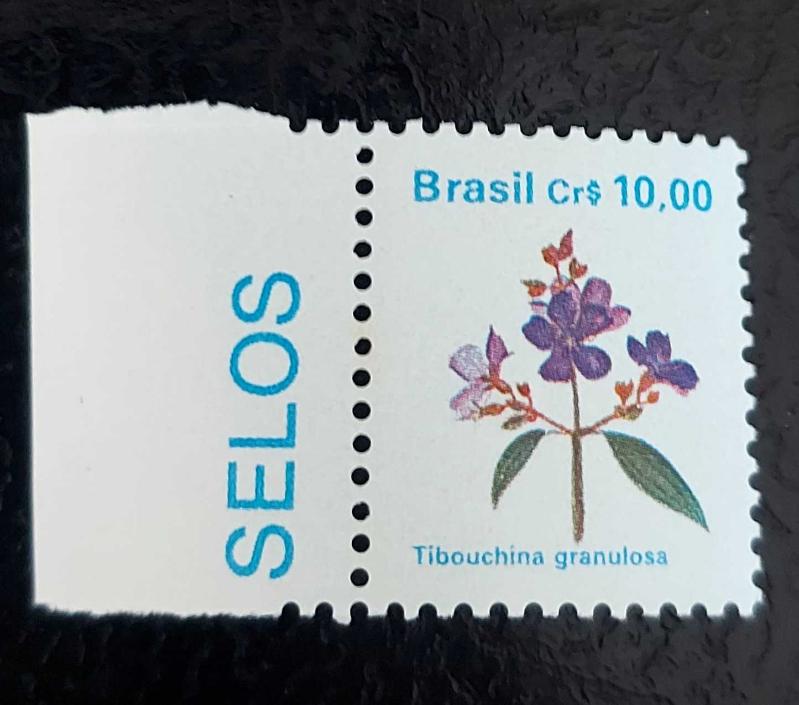 SELOS
Brasil Cr$ 10,00
Tibouchina granulosa